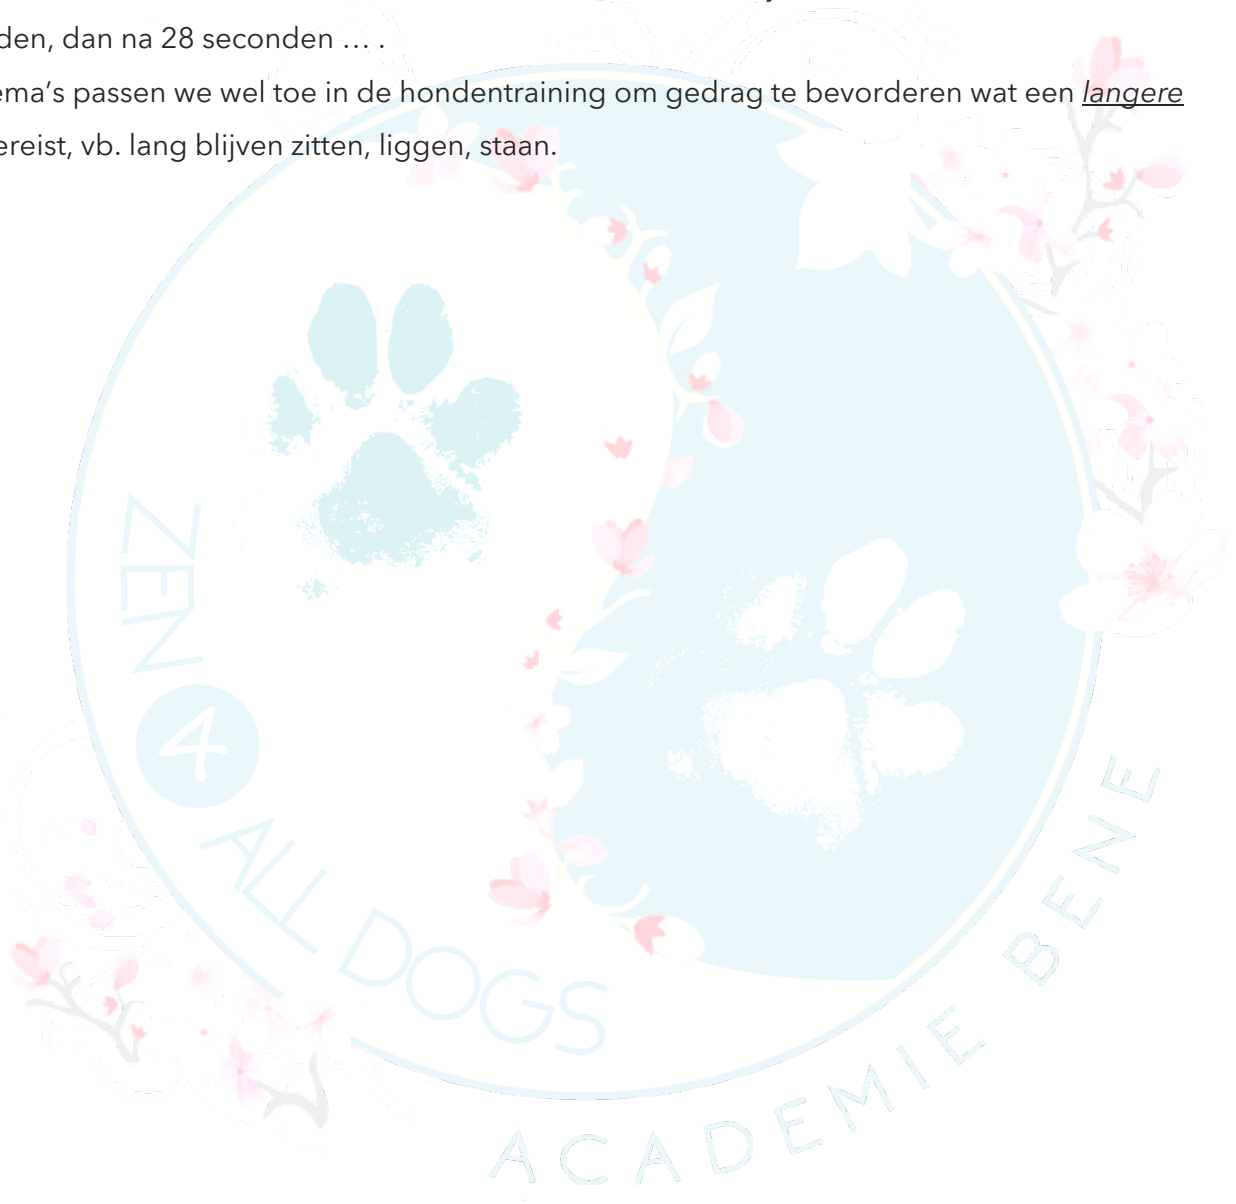 den, dan na 28 seconden … .
ema’s passen we wel toe in de hondentraining om gedrag te bevorderen wat een langere
ereist, vb. lang blijven zitten, liggen, staan.
ZEN 4 ALL DOGS
ACADEMIE BENE